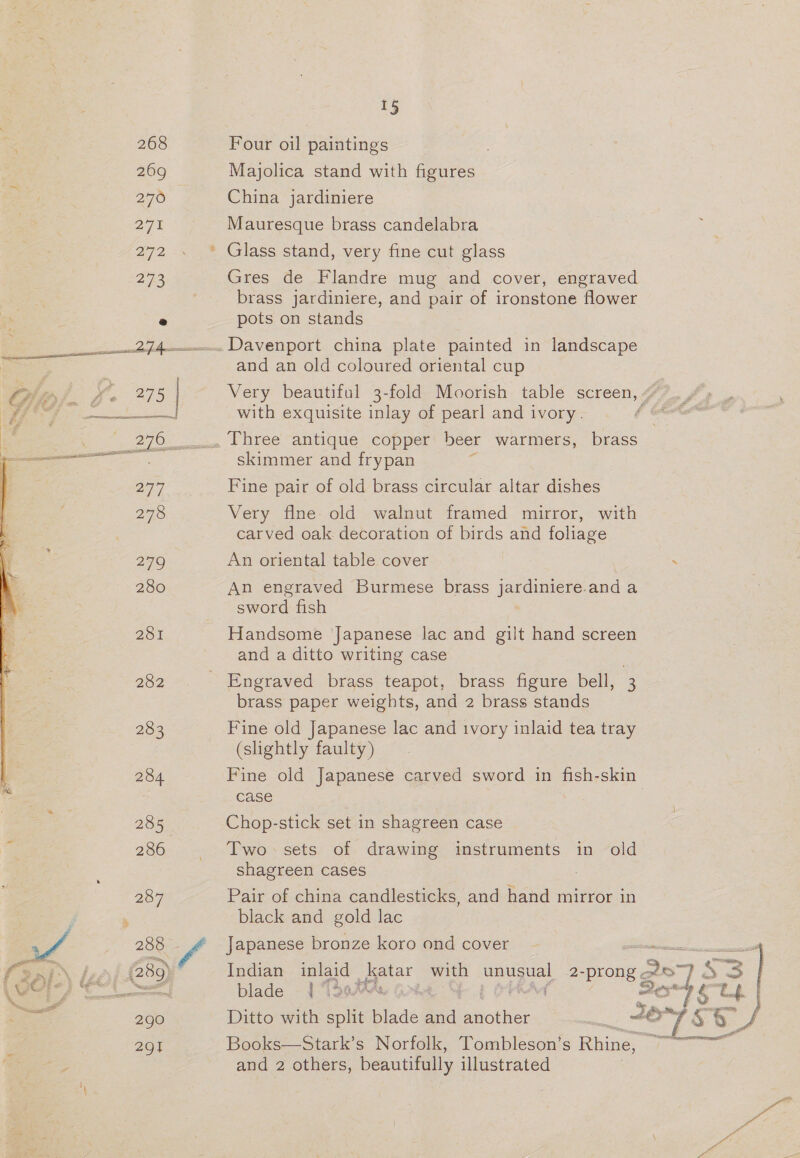 15
268 Four oil paintings
269 Majolica stand with figures
270 China jardiniere
271 Mauresque brass candelabra
272 Glass stand, very fine cut glass
273 Gres de Flandre mug and cover, engraved
brass jardiniere, and pair of ironstone flower
pots on stands
274 Davenport china plate painted in landscape
and an old coloured oriental cup
275 Very beautiful 3-fold Moorish table screen,
with exquisite inlay of pearl and ivory.
276 Three antique copper beer warmers, brass
skimmer and frypan
277 Fine pair of old brass circular altar dishes
278 Very fine old walnut framed mirror, with
carved oak decoration of birds and foliage
279 An oriental table cover
280 An engraved Burmese brass jardiniere and a
sword fish
281 Handsome Japanese lac and gilt hand screen
and a ditto writing case
282 Engraved brass teapot, brass figure bell, 3
brass paper weights, and 2 brass stands
283 Fine old Japanese lac and ivory inlaid tea tray
(slightly faulty)
284 Fine old Japanese carved sword in fish-skin
case
285 Chop-stick set in shagreen case
286 Two sets of drawing instruments in old
shagreen cases
287 Pair of china candlesticks, and hand mirror in
black and gold lac
288 Japanese bronze koro ond cover
289 Indian inlaid katar with unusual 2-prong 20753
blade 20754
290 Ditto with split blade and another 20755
291 Books—Stark's Norfolk, Tombleson's Rhine,
and 2 others, beautifully illustrated